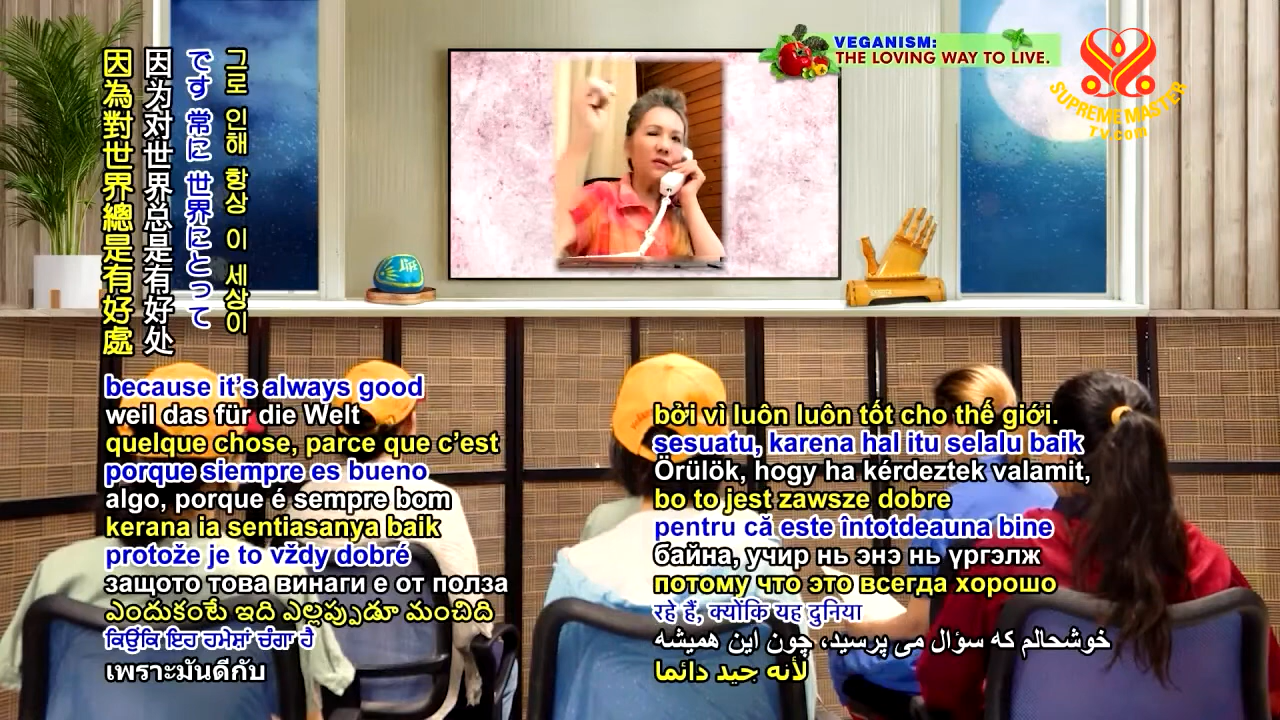 VEGANISM:
THE LOVING WAY TO LIVE.
SUPREME MASTER
TV.com
因為對世界總是有好處
因为对世界总是有好处
です 常に 世界にとって
그로 인해 항상 이 세상이
LIFE
because it's always good
weil das für die Welt
quelque chose, parce que c'est
porque siempre es bueno
algo, porque é sempre bom
kerana ia sentiasanya baik
protože je to vždy dobré
защото това винаги е от полза
ఎందుకంటే ఇది ఎల్లప్పుడూ మంచిది
ਕਿਉਂਕਿ ਇਹ ਹਮੇਸ਼ਾਂ ਚੰਗਾ ਹੈ
เพราะมันดีกับ
bởi vì luôn luôn tốt cho thế giới.
sesuatu, karena hal itu selalu baik
Örülök, hogy ha kérdeztek valamit,
bo to jest zawsze dobre
pentru că este întotdeauna bine
байна, учир нь энэ нь үргэлж
потому что это всегда хорошо
रहे हैं, क्योंकि यह दुनिया
خوشحالم که سؤال می پرسید، چون این همیشه
لأنه جيد دائما